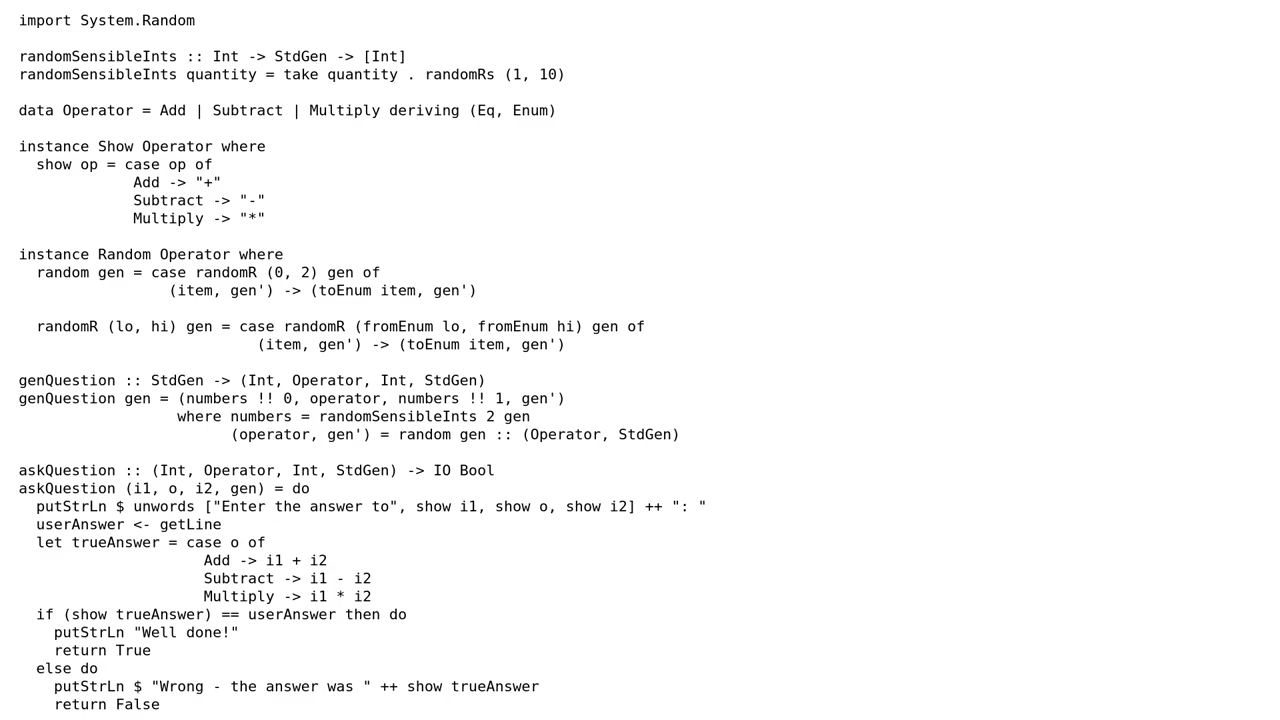 import System.Random

randomSensibleInts :: Int -> StdGen -> [Int]
randomSensibleInts quantity = take quantity . randomRs (1, 10)

data Operator = Add | Subtract | Multiply deriving (Eq, Enum)

instance Show Operator where
  show op = case op of
             Add -> "+"
             Subtract -> "-"
             Multiply -> "*"

instance Random Operator where
  random gen = case randomR (0, 2) gen of
                 (item, gen') -> (toEnum item, gen')

  randomR (lo, hi) gen = case randomR (fromEnum lo, fromEnum hi) gen of
                           (item, gen') -> (toEnum item, gen')

genQuestion :: StdGen -> (Int, Operator, Int, StdGen)
genQuestion gen = (numbers !! 0, operator, numbers !! 1, gen')
                  where numbers = randomSensibleInts 2 gen
                        (operator, gen') = random gen :: (Operator, StdGen)

askQuestion :: (Int, Operator, Int, StdGen) -> IO Bool
askQuestion (i1, o, i2, gen) = do
  putStrLn $ unwords ["Enter the answer to", show i1, show o, show i2] ++ ": "
  userAnswer <- getLine
  let trueAnswer = case o of
                     Add -> i1 + i2
                     Subtract -> i1 - i2
                     Multiply -> i1 * i2
  if (show trueAnswer) == userAnswer then do
    putStrLn "Well done!"
    return True
  else do
    putStrLn $ "Wrong - the answer was " ++ show trueAnswer
    return False